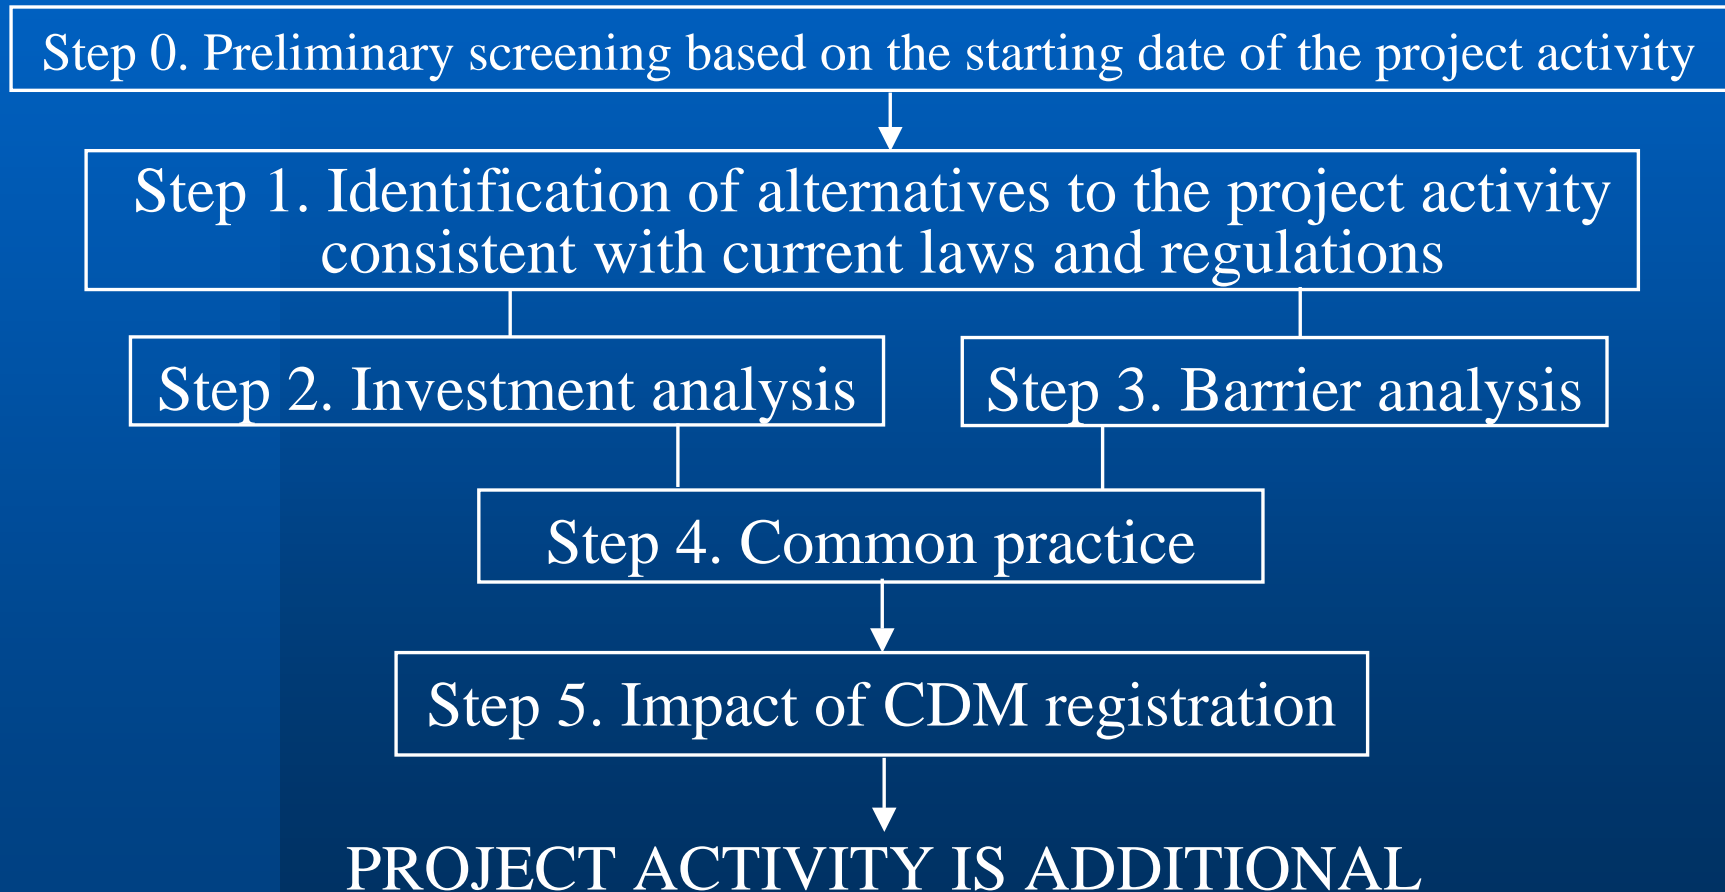 Step 0. Preliminary screening based on the starting date of the project activity
Step 1. Identification of alternatives to the project activity
consistent with current laws and regulations
Step 2. Investment analysis
Step 3. Barrier analysis
Step 4. Common practice
Step 5. Impact of CDM registration
PROJECT ACTIVITY IS ADDITIONAL